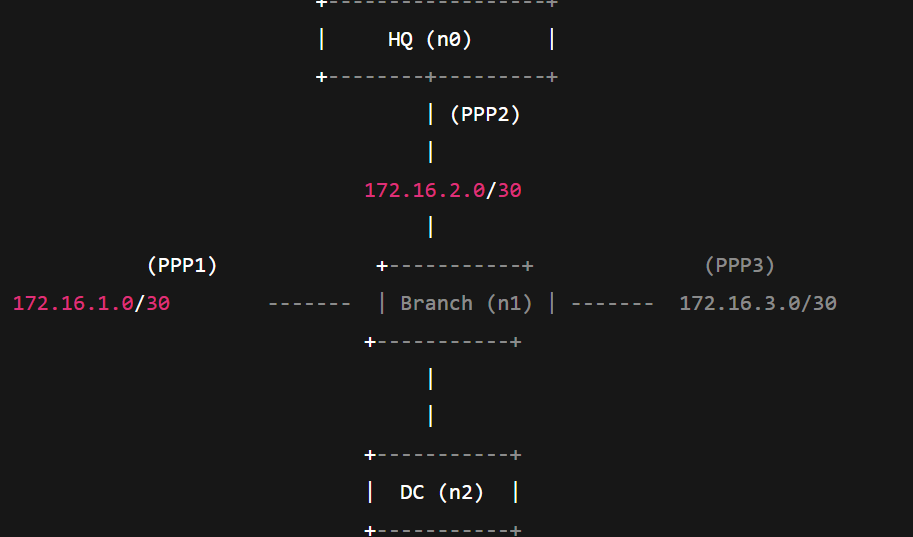 +-------------------+
|     HQ (n0)       |
+--------+---------+
| (PPP2)
|
172.16.2.0/30
|
(PPP1)             +-----------+              (PPP3)
172.16.1.0/30        -------  | Branch (n1) | -------  172.16.3.0/30
+-----------+
|
|
+-----------+
|  DC (n2)  |
+-----------+